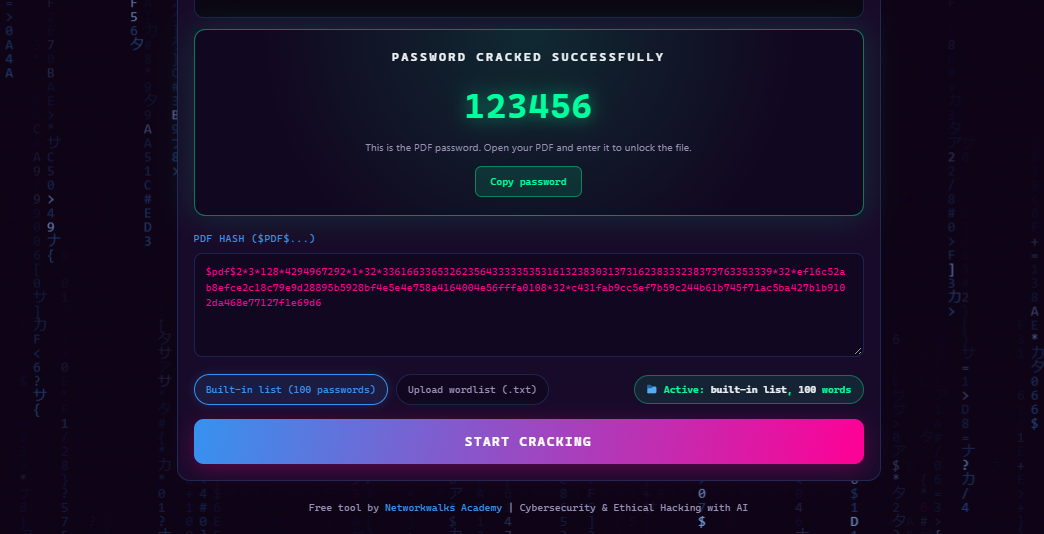 PASSWORD CRACKED SUCCESSFULLY
123456
This is the PDF password. Open your PDF and enter it to unlock the file.
Copy password
PDF HASH ($PDF$...)
$pdf$2*3*128*4294967292*1*32*33616633653262356433333535316132383031373162383332383737633533​39*32*ef16c52a
b8efce2c18c79e9d28895b5928bf4e5e4e758a4164004e56fffa0108*32*c431fab9cc5ef7b59c244b61b745f71ac5ba427b1b910
2da468e77127f1e69d6
Built-in list (100 passwords)
Upload wordlist (.txt)
Active: built-in list, 100 words
START CRACKING
Free tool by Networkwalks Academy | Cybersecurity & Ethical Hacking with AI